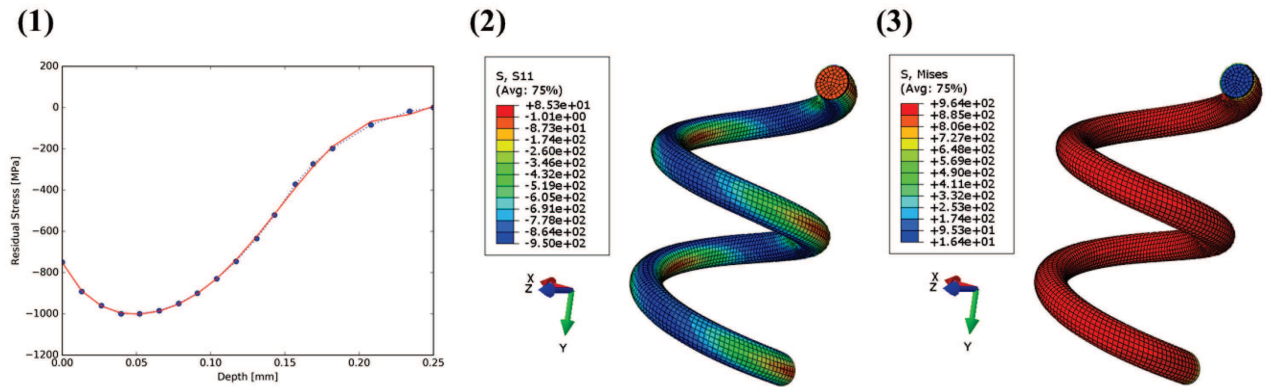 (1)
200
0
−200
−400
−600
−800
−1000
−1200
Residual Stress [MPa]
0.00
0.05
0.10
0.15
0.20
0.25
Depth [mm]
(2)
S, S11
(Avg: 75%)
+8.53e+01
-1.01e+00
-8.73e+01
-1.74e+02
-2.60e+02
-3.46e+02
-4.32e+02
-5.19e+02
-6.05e+02
-6.91e+02
-7.78e+02
-8.64e+02
-9.50e+02
X
Z
Y
(3)
S, Mises
(Avg: 75%)
+9.64e+02
+8.85e+02
+8.06e+02
+7.27e+02
+6.48e+02
+5.69e+02
+4.90e+02
+4.11e+02
+3.32e+02
+2.53e+02
+1.74e+02
+9.53e+01
+1.64e+01
X
Z
Y